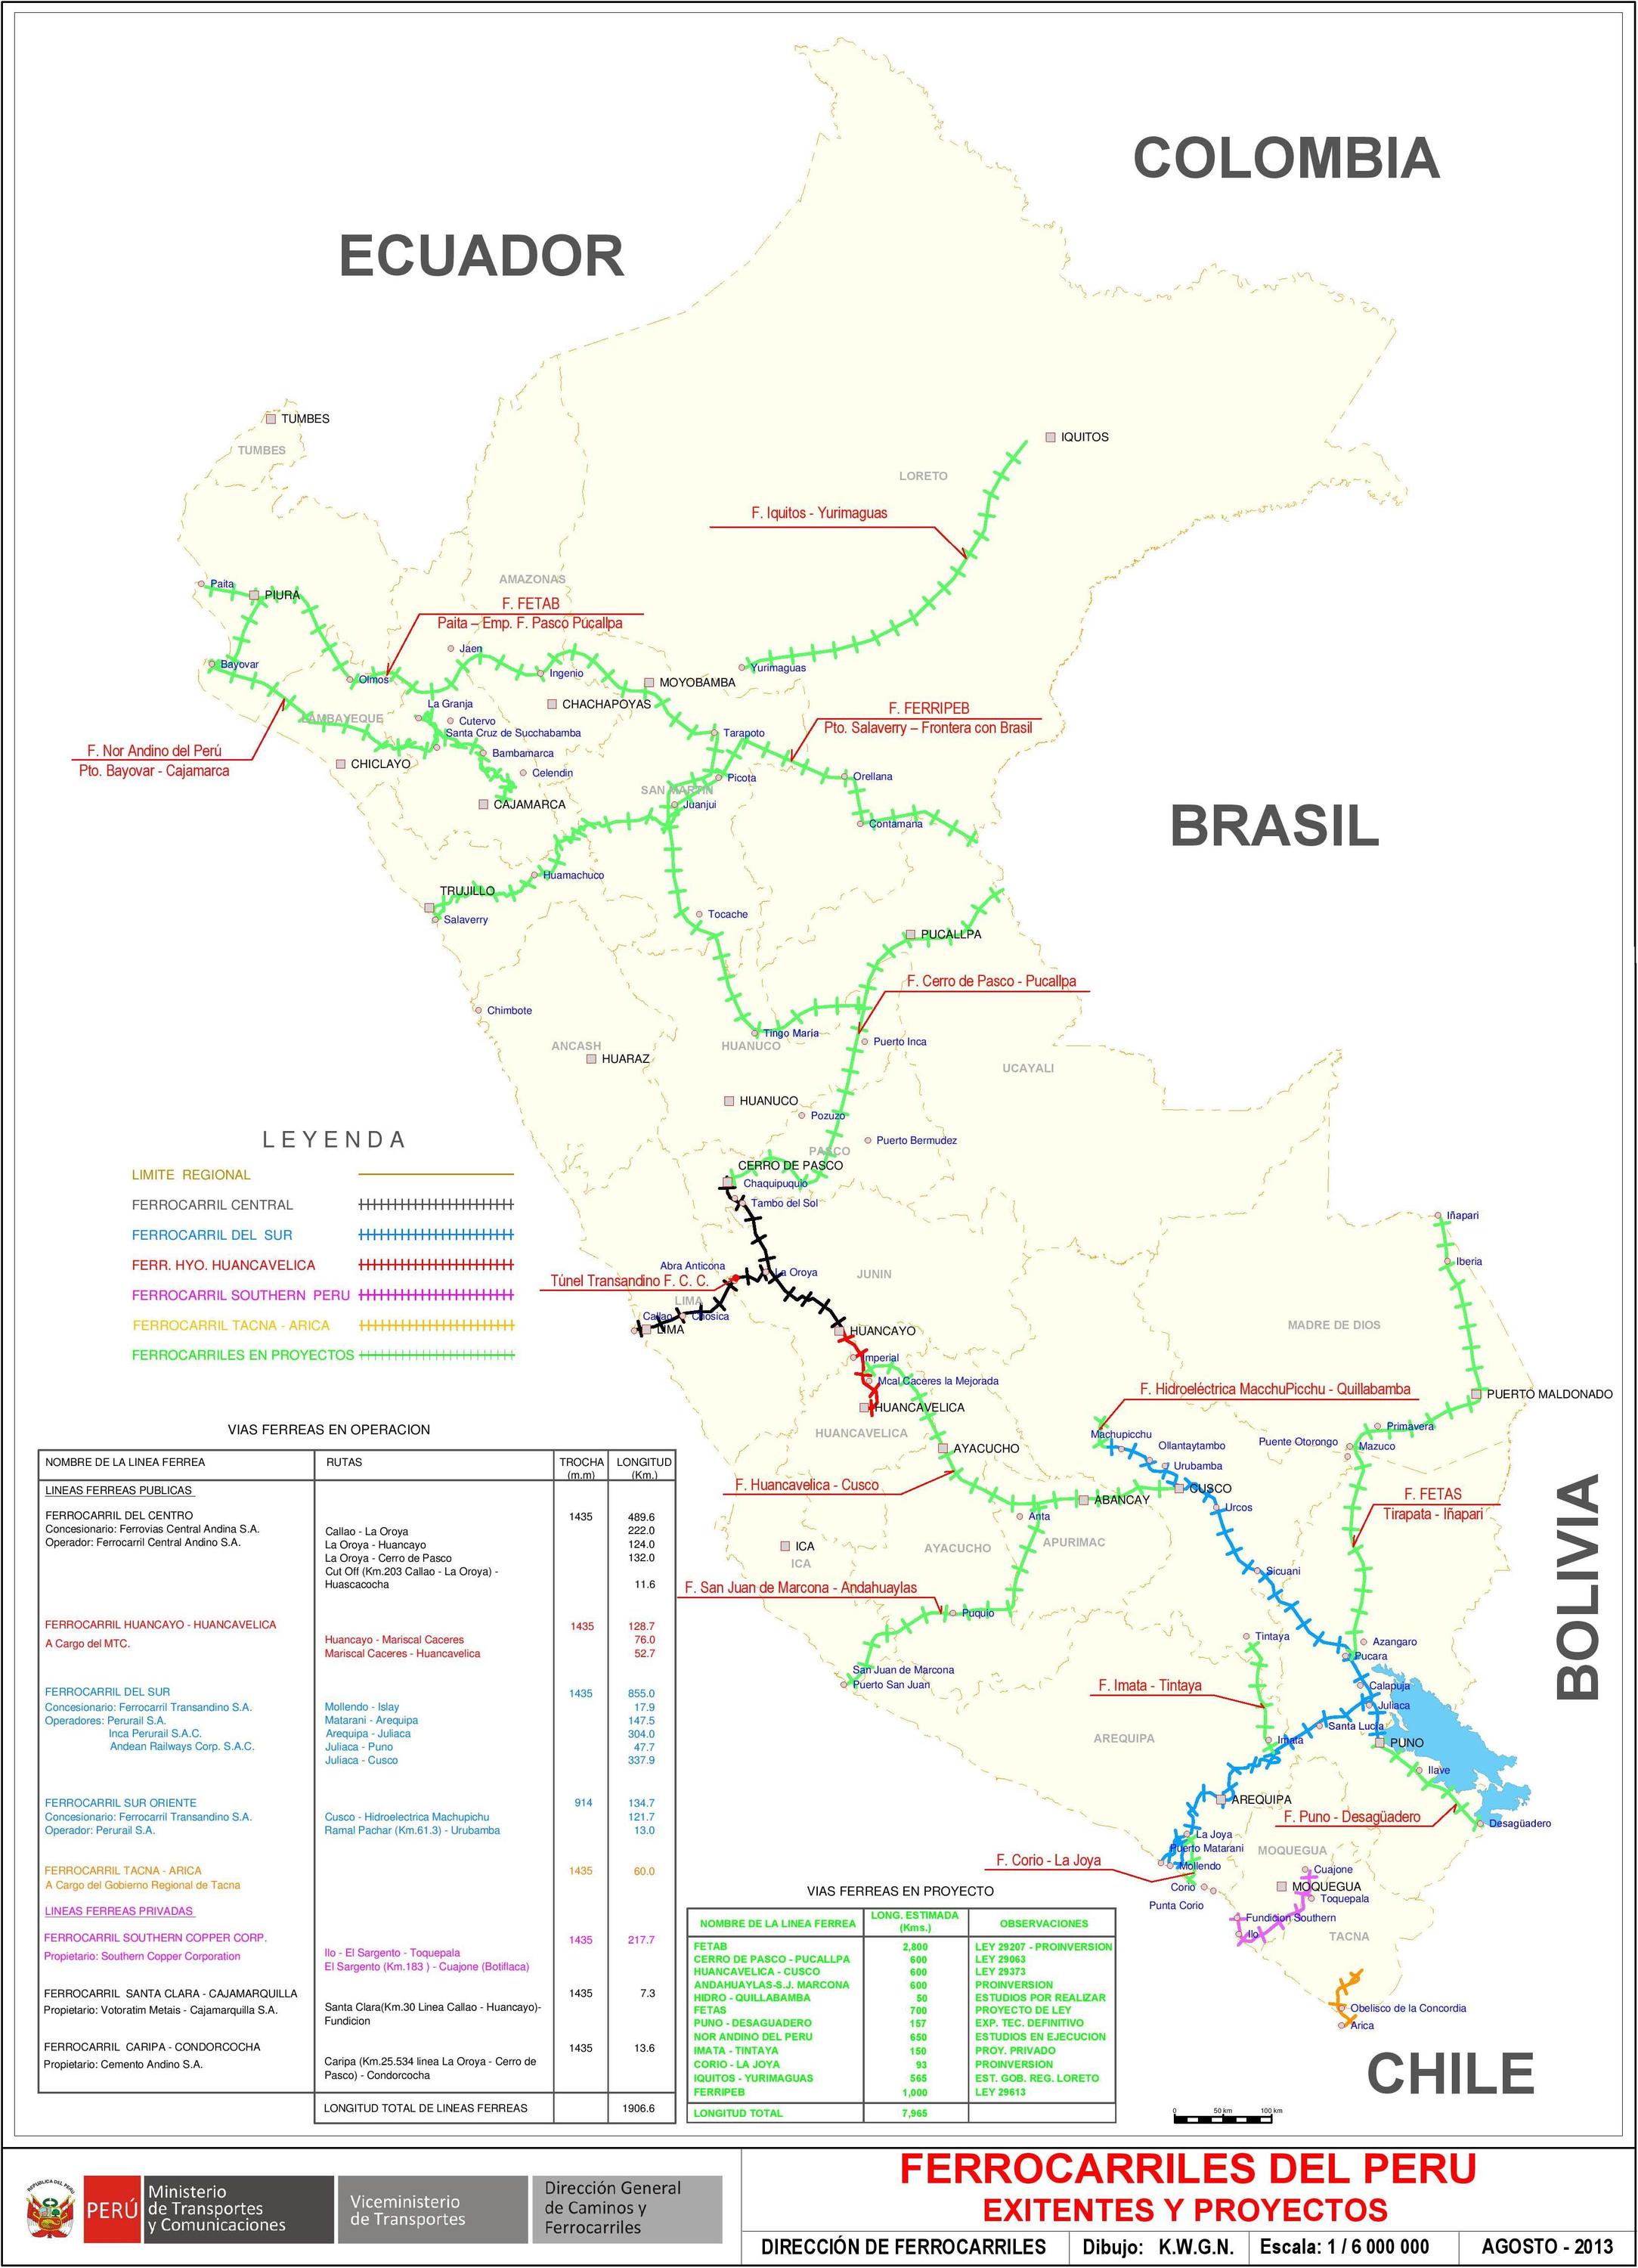 COLOMBIA
ECUADOR
TUMBES
TUMBES
IQUITOS
LORETO
F. Iquitos - Yurimaguas
AMAZONAS
Paita
PIURA
F. FETAB
Paita – Emp. F. Pasco Pucallpa
Jaen
Bayovar
Olmos
Ingenio
Yurimaguas
MOYOBAMBA
CHACHAPOYAS
La Granja
Cutervo
LAMBAYEQUE
Santa Cruz de Succhabamba
Tarapoto
F. FERRIPEB
Pto. Salaverry – Frontera con Brasil
F. Nor Andino del Perú
Pto. Bayovar - Cajamarca
Bambamarca
CHICLAYO
Celendin
Picota
Orellana
SAN MARTIN
CAJAMARCA
Juanjui
Contamana
BRASIL
Huamachuco
TRUJILLO
Salaverry
Tocache
PUCALLPA
F. Cerro de Pasco - Pucallpa
Chimbote
Tingo Maria
Puerto Inca
ANCASH
HUANUCO
HUARAZ
UCAYALI
HUANUCO
Pozuzo
Puerto Bermudez
PASCO
CERRO DE PASCO
Chaquipuquio
Tambo del Sol
LEYENDA
LIMITE REGIONAL
FERROCARRIL CENTRAL
FERROCARRIL DEL SUR
FERR. HYO. HUANCAVELICA
FERROCARRIL SOUTHERN PERU
FERROCARRIL TACNA - ARICA
FERROCARRILES EN PROYECTOS
Abra Anticona
La Oroya
JUNIN
Túnel Transandino F. C. C.
LIMA
Callao
Chosica
LIMA
HUANCAYO
Imperial
Mcal Caceres la Mejorada
HUANCAVELICA
HUANCAVELICA
Iñapari
Iberia
MADRE DE DIOS
PUERTO MALDONADO
F. Hidroeléctrica MacchuPicchu - Quillabamba
Primavera
Machupicchu
Ollantaytambo
Puente Otorongo
Mazuco
Urubamba
AYACUCHO
F. Huancavelica - Cusco
CUSCO
ABANCAY
Anta
Urcos
F. FETAS
Tirapata - Iñapari
BOLIVIA
ICA
ICA
AYACUCHO
APURIMAC
Sicuani
F. San Juan de Marcona - Andahuaylas
Puquio
Tintaya
Azangaro
Pucara
San Juan de Marcona
Puerto San Juan
F. Imata - Tintaya
Calapuja
Juliaca
Santa Lucia
AREQUIPA
Imata
PUNO
Ilave
AREQUIPA
F. Puno - Desagüadero
Desagüadero
La Joya
Puerto Matarani
MOQUEGUA
F. Corio - La Joya
Mollendo
Cuajone
Corio
MOQUEGUA
Toquepala
Punta Corio
Fundicion Southern
Ilo
TACNA
Obelisco de la Concordia
Arica
CHILE
0 50 km 100 km
VIAS FERREAS EN OPERACION
NOMBRE DE LA LINEA FERREA RUTAS TROCHA (m.m) LONGITUD (Km.)
LINEAS FERREAS PUBLICAS
FERROCARRIL DEL CENTRO 1435 489.6
Concesionario: Ferrovias Central Andina S.A. Callao - La Oroya 222.0
Operador: Ferrocarril Central Andino S.A. La Oroya - Huancayo 124.0
La Oroya - Cerro de Pasco 132.0
Cut Off (Km.203 Callao - La Oroya) -
Huascacocha 11.6
FERROCARRIL HUANCAYO - HUANCAVELICA 1435 128.7
A Cargo del MTC. Huancayo - Mariscal Caceres 76.0
Mariscal Caceres - Huancavelica 52.7
FERROCARRIL DEL SUR 1435 855.0
Concesionario: Ferrocarril Transandino S.A. Mollendo - Islay 17.9
Operadores: Perurail S.A. Matarani - Arequipa 147.5
Inca Perurail S.A.C. Arequipa - Juliaca 304.0
Andean Railways Corp. S.A.C. Juliaca - Puno 47.7
Juliaca - Cusco 337.9
FERROCARRIL SUR ORIENTE 914 134.7
Concesionario: Ferrocarril Transandino S.A. Cusco - Hidroelectrica Machupichu 121.7
Operador: Perurail S.A. Ramal Pachar (Km.61.3) - Urubamba 13.0
FERROCARRIL TACNA - ARICA 1435 60.0
A Cargo del Gobierno Regional de Tacna
LINEAS FERREAS PRIVADAS
FERROCARRIL SOUTHERN COPPER CORP. 1435 217.7
Propietario: Southern Copper Corporation Ilo - El Sargento - Toquepala
El Sargento (Km.183 ) - Cuajone (Botiflaca)
FERROCARRIL SANTA CLARA - CAJAMARQUILLA 1435 7.3
Propietario: Votoratim Metais - Cajamarquilla S.A. Santa Clara(Km.30 Linea Callao - Huancayo)-
Fundicion
FERROCARRIL CARIPA - CONDORCOCHA 1435 13.6
Propietario: Cemento Andino S.A. Caripa (Km.25.534 linea La Oroya - Cerro de
Pasco) - Condorcocha
LONGITUD TOTAL DE LINEAS FERREAS 1906.6
VIAS FERREAS EN PROYECTO
NOMBRE DE LA LINEA FERREA LONG. ESTIMADA (Kms.) OBSERVACIONES
FETAB 2,800 LEY 29207 - PROINVERSION
CERRO DE PASCO - PUCALLPA 600 LEY 29063
HUANCAVELICA - CUSCO 600 LEY 29373
ANDAHUAYLAS-S.J. MARCONA 600 PROINVERSION
HIDRO - QUILLABAMBA 50 ESTUDIOS POR REALIZAR
FETAS 700 PROYECTO DE LEY
PUNO - DESAGUADERO 157 EXP. TEC. DEFINITIVO
NOR ANDINO DEL PERU 650 ESTUDIOS EN EJECUCION
IMATA - TINTAYA 150 PROY. PRIVADO
CORIO - LA JOYA 93 PROINVERSION
IQUITOS - YURIMAGUAS 565 EST. GOB. REG. LORETO
FERRIPEB 1,000 LEY 29613
LONGITUD TOTAL 7,965
REPUBLICA DEL PERU
PERÚ
Ministerio
de Transportes
y Comunicaciones
Viceministerio
de Transportes
Dirección General
de Caminos y
Ferrocarriles
FERROCARRILES DEL PERU
EXITENTES Y PROYECTOS
DIRECCIÓN DE FERROCARRILES Dibujo: K.W.G.N. Escala: 1 / 6 000 000 AGOSTO - 2013